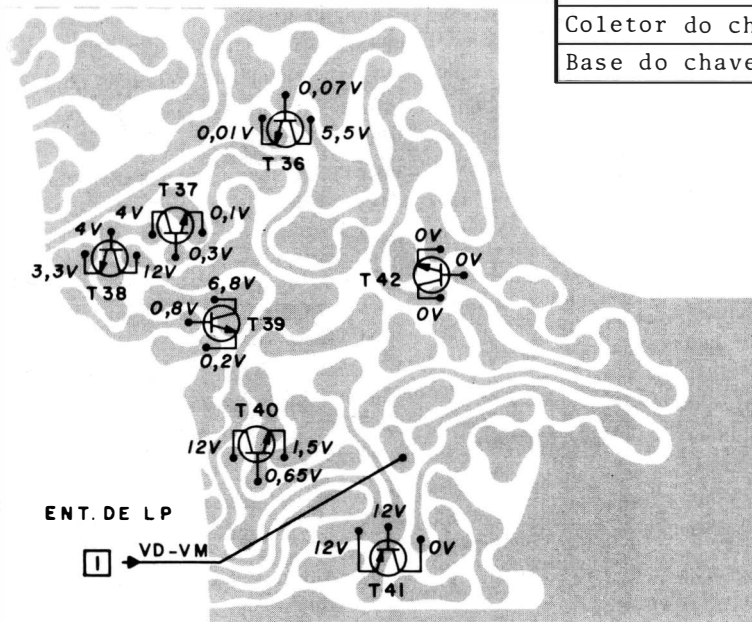 Coletor do ch
Base do chave
0,07V
0,01V
5,5V
T36
T37
4V
0,1V
4V
0,3V
3,3V
12V
T38
0V
0V
T42
0V
6,8V
0,8V
T39
0,2V
T40
12V
1,5V
0,65V
ENT. DE LP
12V
1
VD-VM
12V
0V
T41